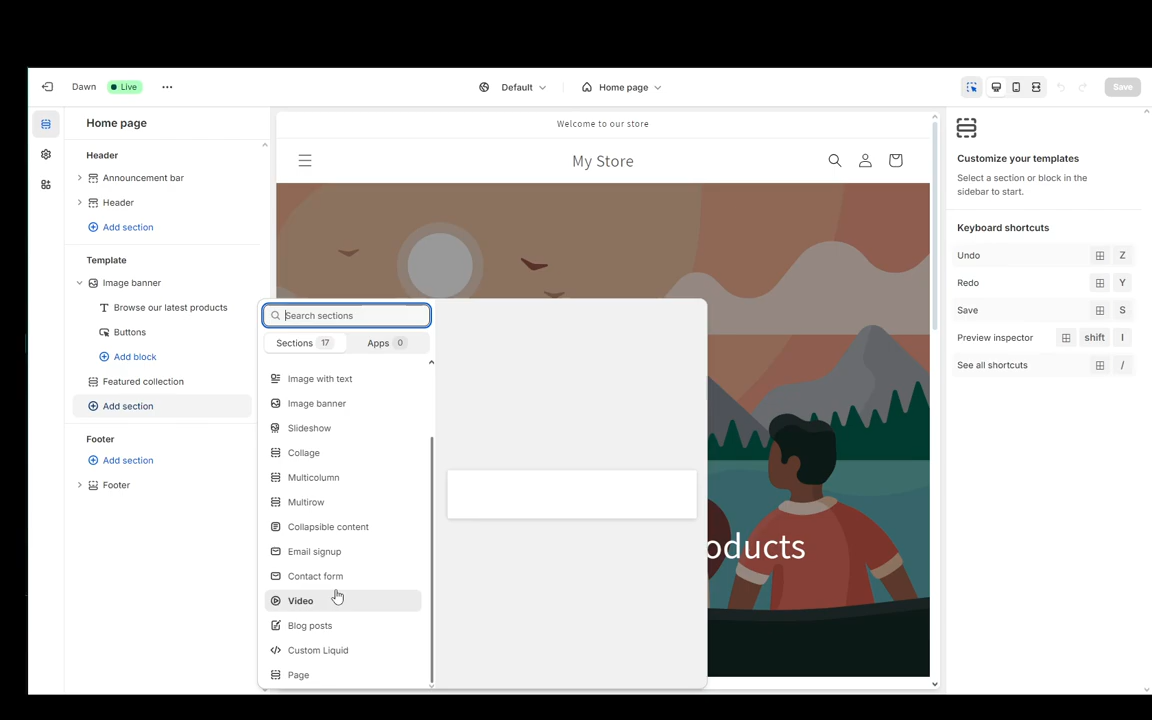 Dawn
Live
Default
Home page
Save
Home page
Header
Announcement bar
Header
Add section
Template
Image banner
Browse our latest products
Buttons
Add block
Featured collection
Add section
Footer
Add section
Footer
Search sections
Sections 17
Apps 0
Image with text
Image banner
Slideshow
Collage
Multicolumn
Multirow
Collapsible content
Email signup
Contact form
Video
Blog posts
Custom Liquid
Page
Welcome to our store
My Store
oducts
Customize your templates
Select a section or block in the
sidebar to start.
Keyboard shortcuts
Undo Z
Redo Y
Save S
Preview inspector shift I
See all shortcuts /